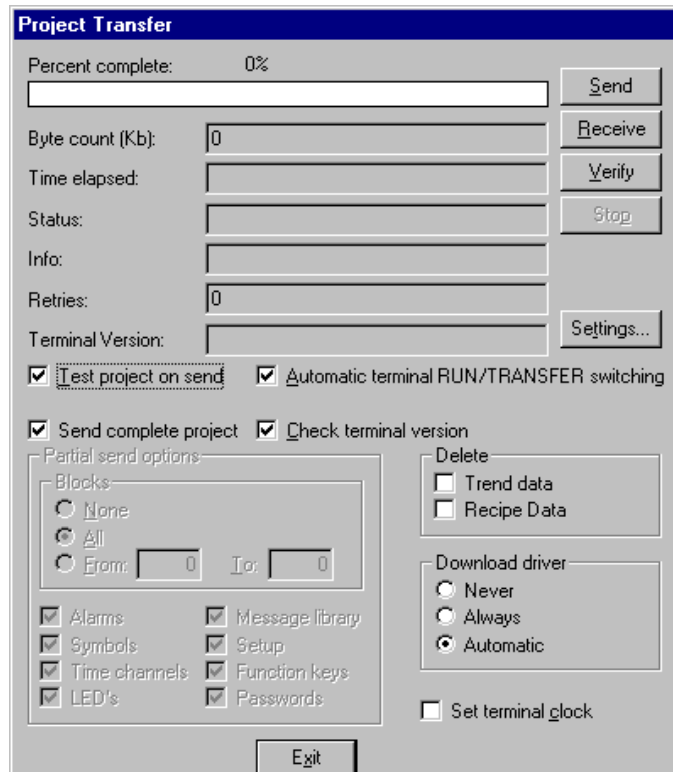 Project Transfer
Percent complete: 0%
Send
Byte count (Kb): 0
Receive
Time elapsed:
Verify
Status:
Stop
Info:
Retries: 0
Terminal Version:
Settings...
Test project on send Automatic terminal RUN/TRANSFER switching
Send complete project Check terminal version
Partial send options
Blocks
None
All
From: 0 To: 0
Alarms Message library
Symbols Setup
Time channels Function keys
LED's Passwords
Delete
Trend data
Recipe Data
Download driver
Never
Always
Automatic
Set terminal clock
Exit